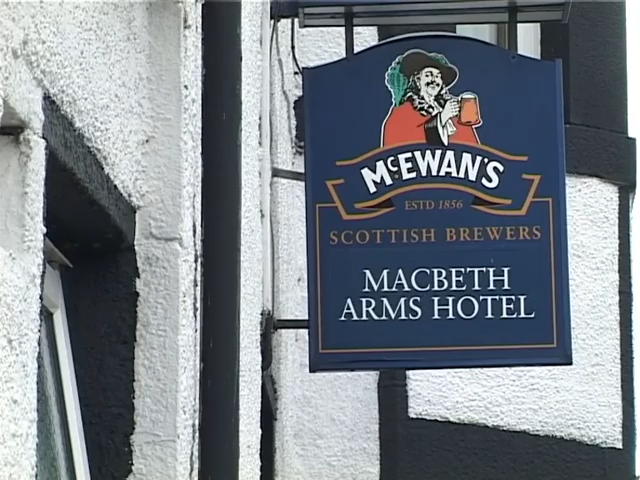 McEWAN'S
ESTD 1856
SCOTTISH BREWERS
MACBETH
ARMS HOTEL